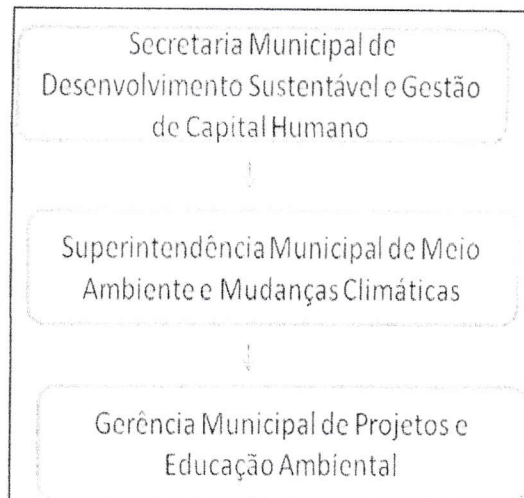 Secretaria Municipal de
Desenvolvimento Sustentável e Gestão
de Capital Humano
Superintendência Municipal de Meio
Ambiente e Mudanças Climáticas
Gerência Municipal de Projetos e
Educação Ambiental